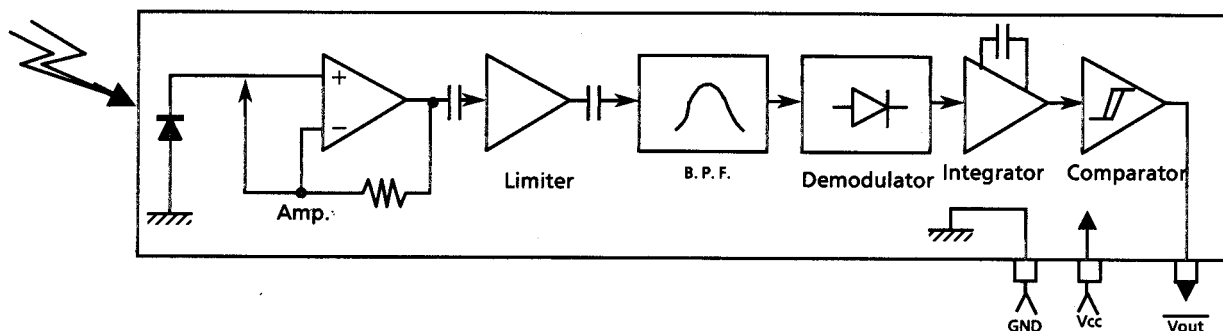 +
−
Amp.
Limiter
B. P. F.
Demodulator
Integrator
Comparator
GND
Vcc
Vout